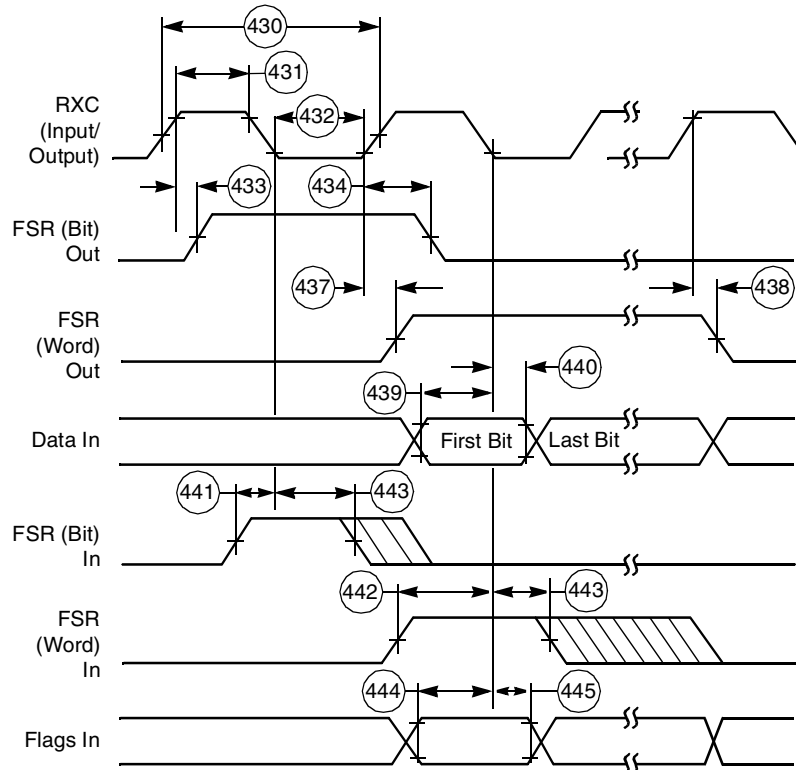 430
431
RXC
(Input/
Output)
432
433
434
FSR (Bit)
Out
437
438
FSR
(Word)
Out
439
440
Data In
First Bit
Last Bit
441
443
FSR (Bit)
In
442
443
FSR
(Word)
In
444
445
Flags In